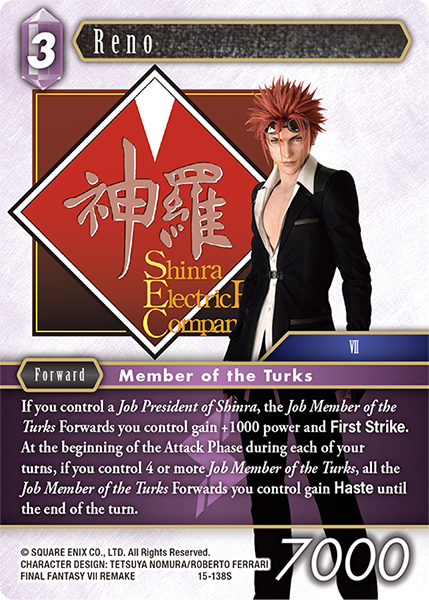 3
Reno
神羅
Shinra
Electric
Compan
VII
Forward
Member of the Turks
If you control a Job President of Shinra, the Job Member of the
Turks Forwards you control gain +1000 power and First Strike.
At the beginning of the Attack Phase during each of your
turns, if you control 4 or more Job Member of the Turks, all the
Job Member of the Turks Forwards you control gain Haste until
the end of the turn.
© SQUARE ENIX CO., LTD. All Rights Reserved.
CHARACTER DESIGN: TETSUYA NOMURA/ROBERTO FERRARI
FINAL FANTASY VII REMAKE 15-138S
7000